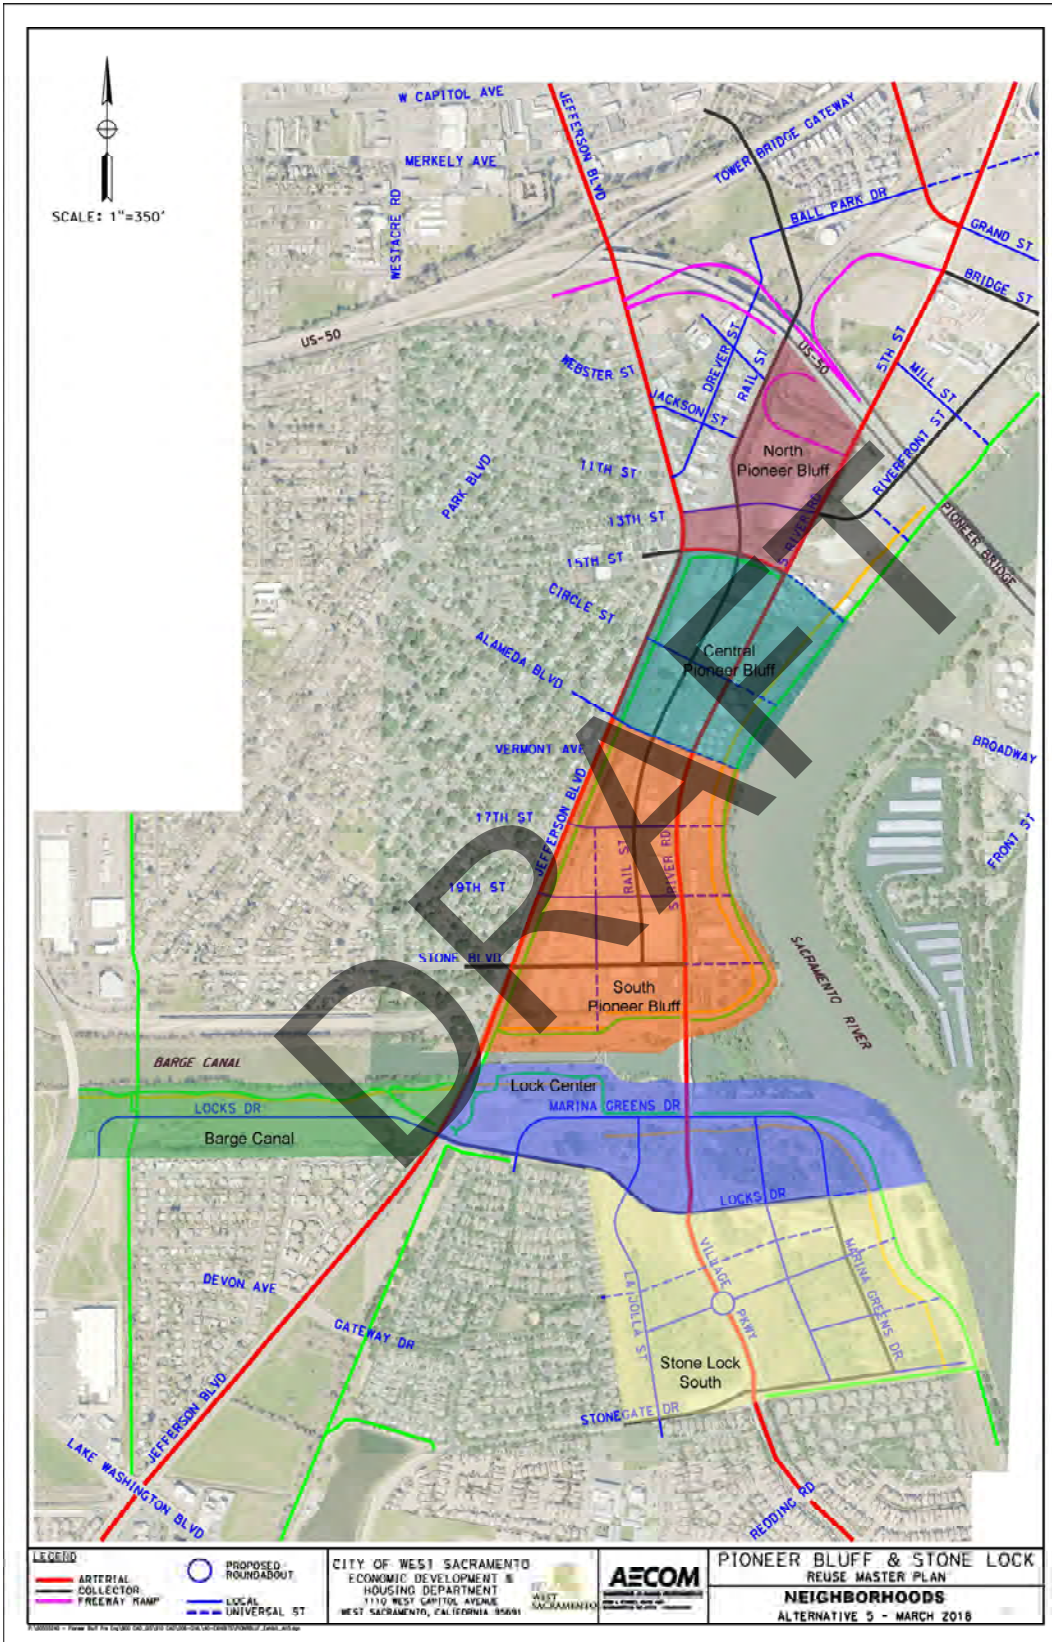 SCALE: 1"=350'
W CAPITOL AVE
JEFFERSON BLVD
MERKELY AVE
TOWER BRIDGE GATEWAY
WESTACRE RD
BALL PARK DR
GRAND ST
BRIDGE ST
US-50
US-50
5TH ST
DREVER ST
RAIL ST
WEBSTER ST
MILL ST
JACKSON ST
RIVERFRONT ST
North
Pioneer Bluff
11TH ST
PARK BLVD
13TH ST
S RIVER RD
PIONEER BRIDGE
15TH ST
CIRCLE ST
ALAMEDA BLVD
Central
Pioneer Bluff
VERMONT AVE
BROADWAY
JEFFERSON BLVD
17TH ST
FRONT ST
RAIL ST
S RIVER RD
19TH ST
STONE BLVD
SACRAMENTO RIVER
South
Pioneer Bluff
BARGE CANAL
Lock Center
LOCKS DR
MARINA GREENS DR
Barge Canal
LOCKS DR
VILLAGE PKWY
MARINA GREENS DR
LA JOLLA ST
DEVON AVE
GATEWAY DR
Stone Lock
South
JEFFERSON BLVD
STONEGATE DR
LAKE WASHINGTON BLVD
REDDING RD
DRAFT
LEGEND
ARTERIAL
COLLECTOR
FREEWAY RAMP
PROPOSED
ROUNDABOUT
LOCAL
UNIVERSAL ST
CITY OF WEST SACRAMENTO
ECONOMIC DEVELOPMENT &
HOUSING DEPARTMENT
1110 WEST CAPITOL AVENUE
WEST SACRAMENTO, CALIFORNIA 95691
WEST
SACRAMENTO
AECOM
PIONEER BLUFF & STONE LOCK
REUSE MASTER PLAN
NEIGHBORHOODS
ALTERNATIVE 5 - MARCH 2018